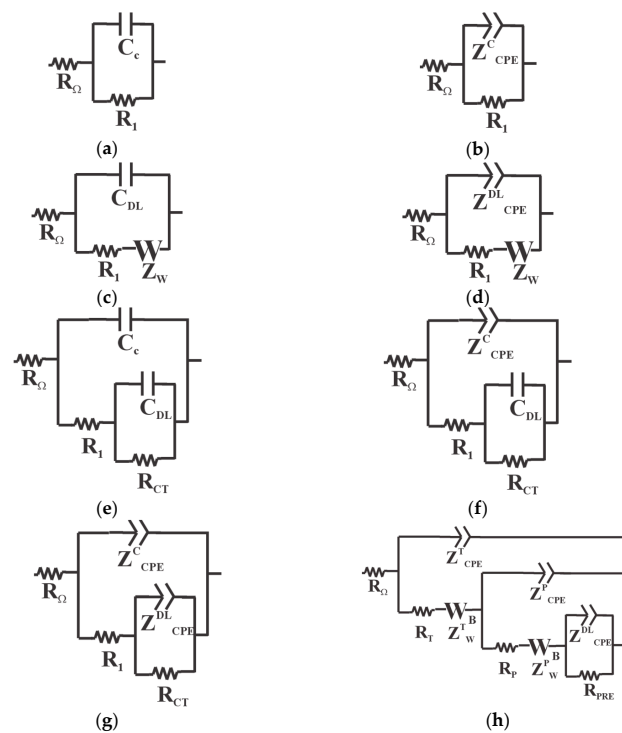 C_c
R_Ω
R_1
(a)
Z^C_CPE
R_Ω
R_1
(b)
C_DL
R_Ω
R_1 W
Z_W
(c)
Z^DL_CPE
R_Ω
R_1 W
Z_W
(d)
C_c
R_Ω
C_DL
R_1
R_CT
(e)
Z^C_CPE
R_Ω
C_DL
R_1
R_CT
(f)
Z^C_CPE
R_Ω
Z^DL_CPE
R_1
R_CT
(g)
Z^T_CPE
R_Ω
Z^P_CPE
W_B
R_T Z^T_W
Z^DL_CPE
W_B
R_P Z^P_W
R_PRE
(h)